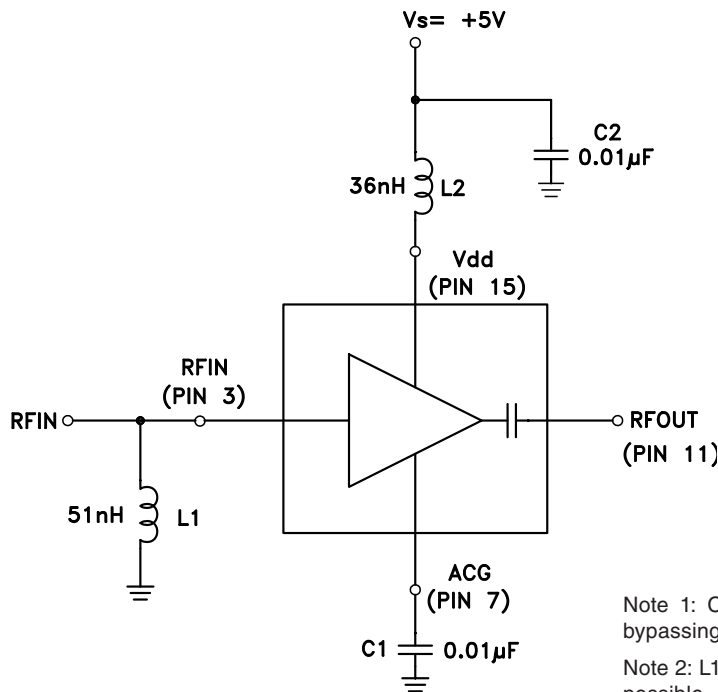 Vs= +5V
C2
0.01μF
36nH
L2
Vdd
(PIN 15)
RFIN
(PIN 3)
RFIN
RFOUT
(PIN 11)
51nH
L1
ACG
(PIN 7)
C1
0.01μF
Note 1: C
bypassing
Note 2: L1
possible